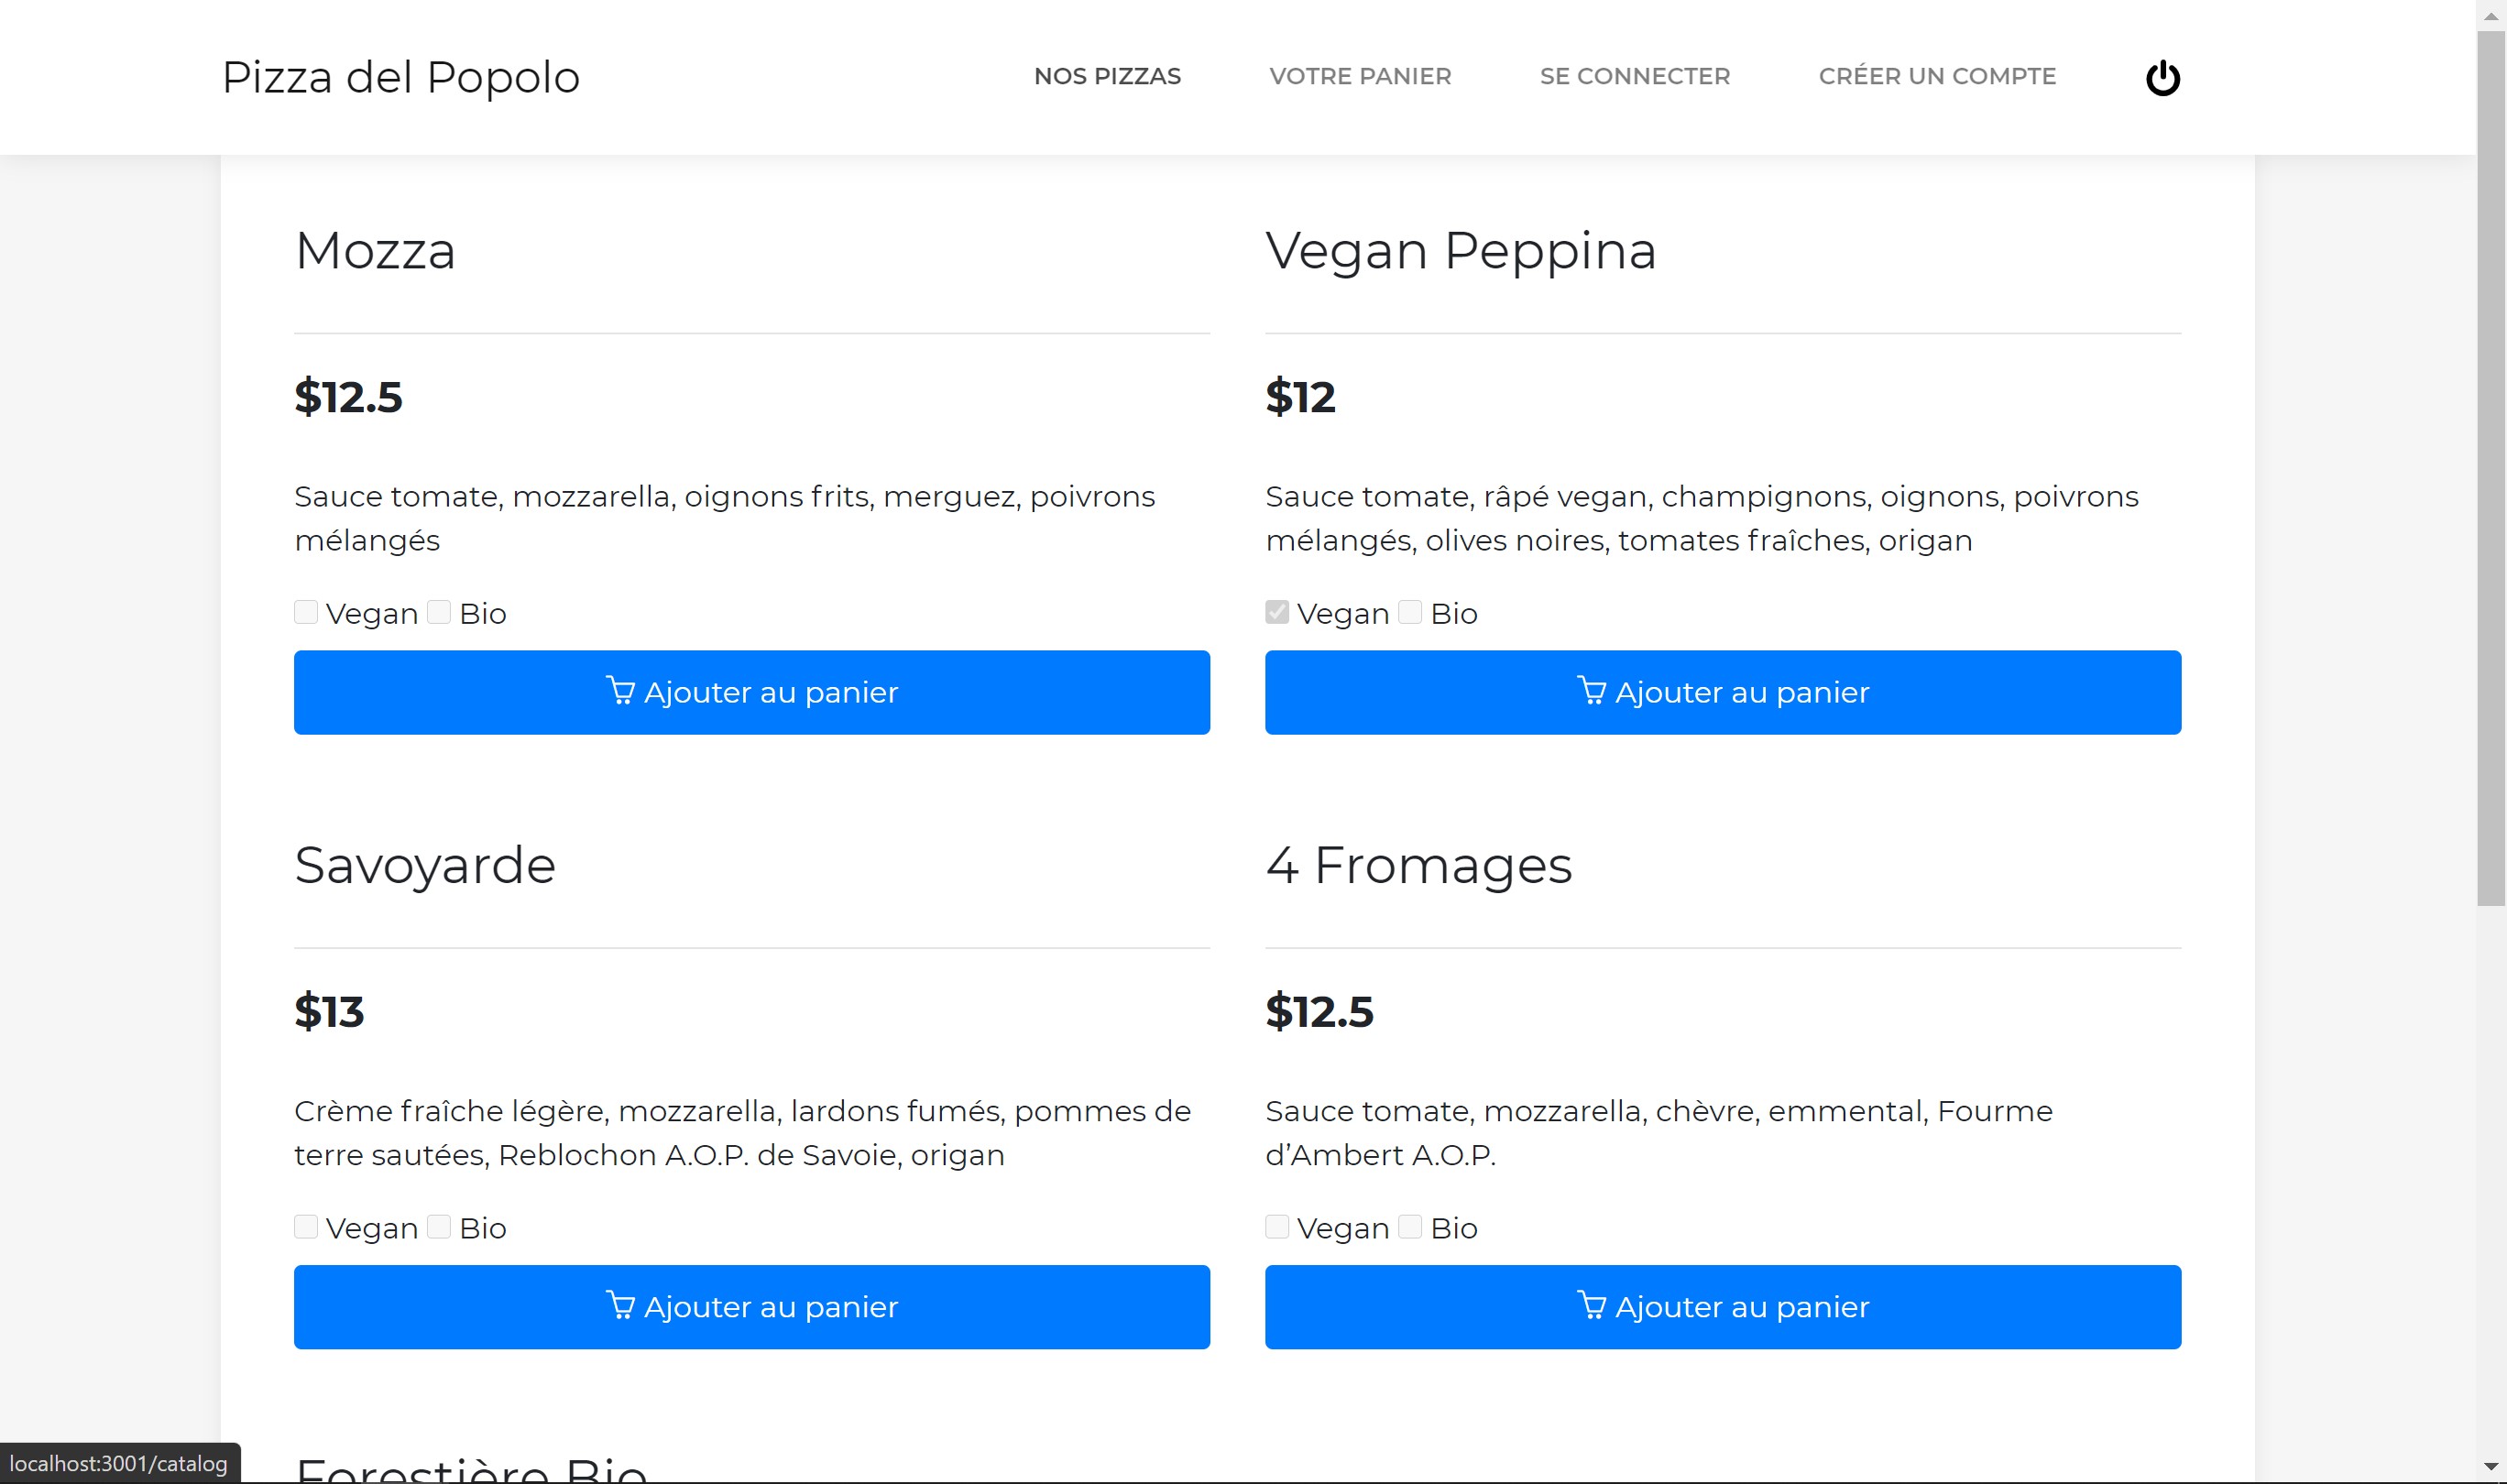 Pizza del Popolo
NOS PIZZAS
VOTRE PANIER
SE CONNECTER
CRÉER UN COMPTE
Mozza
$12.5
Sauce tomate, mozzarella, oignons frits, merguez, poivrons
mélangés
Vegan Bio
Ajouter au panier
Vegan Peppina
$12
Sauce tomate, râpé vegan, champignons, oignons, poivrons
mélangés, olives noires, tomates fraîches, origan
Vegan Bio
Ajouter au panier
Savoyarde
$13
Crème fraîche légère, mozzarella, lardons fumés, pommes de
terre sautées, Reblochon A.O.P. de Savoie, origan
Vegan Bio
Ajouter au panier
4 Fromages
$12.5
Sauce tomate, mozzarella, chèvre, emmental, Fourme
d’Ambert A.O.P.
Vegan Bio
Ajouter au panier
Forestière Bio
localhost:3001/catalog